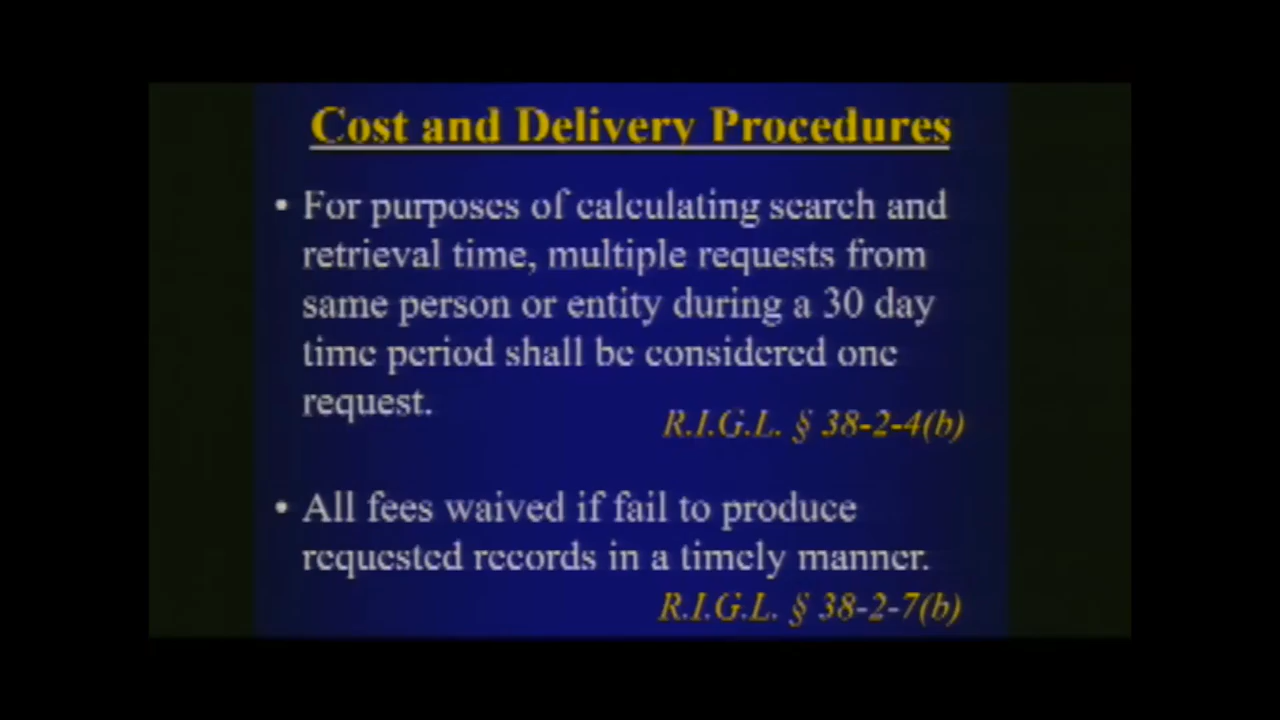 Cost and Delivery Procedures
• For purposes of calculating search and
retrieval time, multiple requests from
same person or entity during a 30 day
time period shall be considered one
request.
R.I.G.L. § 38-2-4(b)
• All fees waived if fail to produce
requested records in a timely manner.
R.I.G.L. § 38-2-7(b)